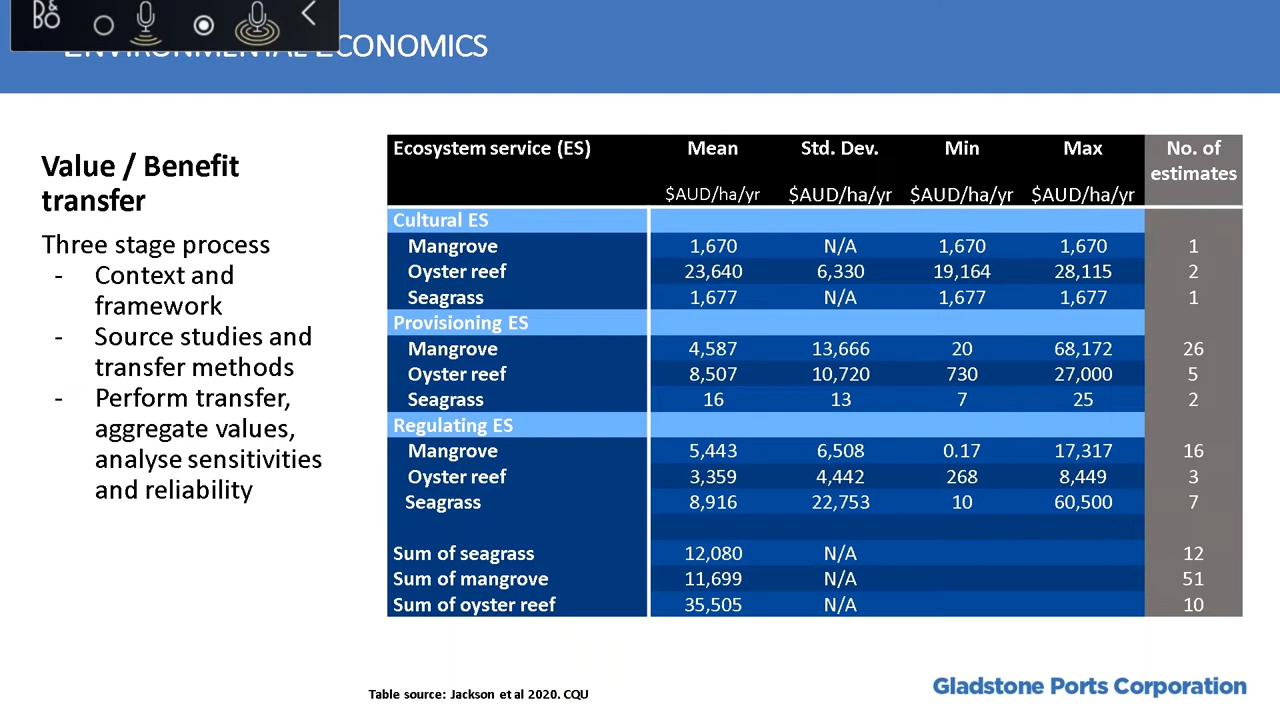 B&O
ENVIRONMENTAL ECONOMICS
Value / Benefit
transfer
Three stage process
- Context and
framework
- Source studies and
transfer methods
- Perform transfer,
aggregate values,
analyse sensitivities
and reliability
Ecosystem service (ES) Mean Std. Dev. Min Max No. of
estimates
$AUD/ha/yr $AUD/ha/yr $AUD/ha/yr $AUD/ha/yr
Cultural ES
Mangrove 1,670 N/A 1,670 1,670 1
Oyster reef 23,640 6,330 19,164 28,115 2
Seagrass 1,677 N/A 1,677 1,677 1
Provisioning ES
Mangrove 4,587 13,666 20 68,172 26
Oyster reef 8,507 10,720 730 27,000 5
Seagrass 16 13 7 25 2
Regulating ES
Mangrove 5,443 6,508 0.17 17,317 16
Oyster reef 3,359 4,442 268 8,449 3
Seagrass 8,916 22,753 10 60,500 7
Sum of seagrass 12,080 N/A 12
Sum of mangrove 11,699 N/A 51
Sum of oyster reef 35,505 N/A 10
Table source: Jackson et al 2020. CQU
Gladstone Ports Corporation